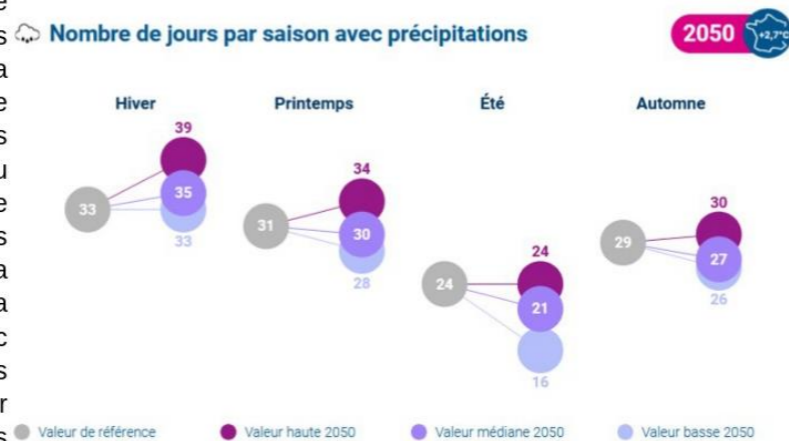 Nombre de jours par saison avec précipitations
2050
+2,7°C
Hiver
Printemps
Été
Automne
39
33
35
33
34
31
30
28
24
24
21
16
30
29
27
26
Valeur de référence
Valeur haute 2050
Valeur médiane 2050
Valeur basse 2050